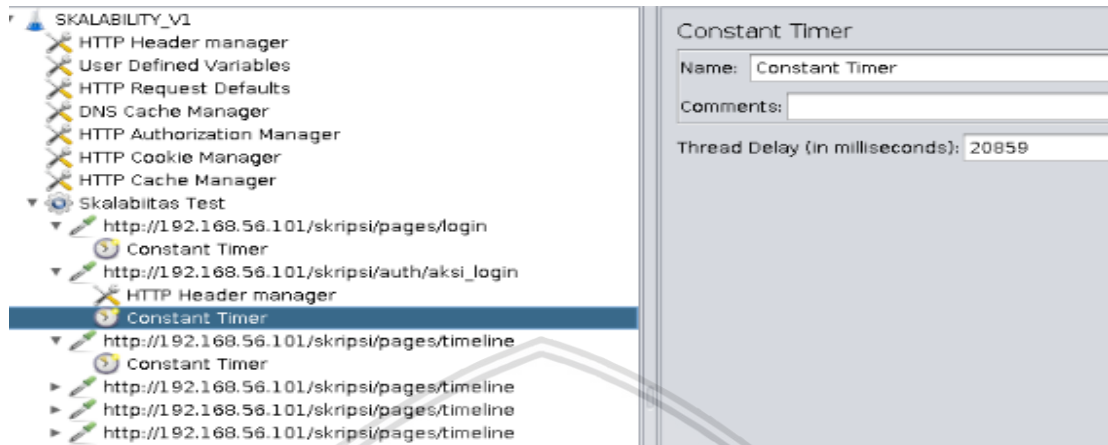 SKALABILITY_V1
HTTP Header manager
User Defined Variables
HTTP Request Defaults
DNS Cache Manager
HTTP Authorization Manager
HTTP Cookie Manager
HTTP Cache Manager
Skalabiitas Test
http://192.168.56.101/skripsi/pages/login
Constant Timer
http://192.168.56.101/skripsi/auth/aksi_login
HTTP Header manager
Constant Timer
http://192.168.56.101/skripsi/pages/timeline
Constant Timer
http://192.168.56.101/skripsi/pages/timeline
http://192.168.56.101/skripsi/pages/timeline
http://192.168.56.101/skripsi/pages/timeline
Constant Timer
Name: Constant Timer
Comments:
Thread Delay (in milliseconds): 20859